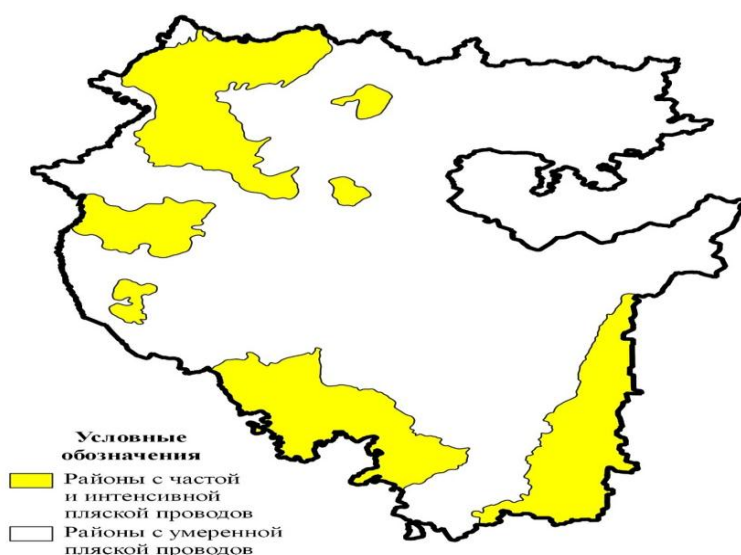 Условные
обозначения
Районы с частой
и интенсивной
пляской проводов
Районы с умеренной
пляской проводов